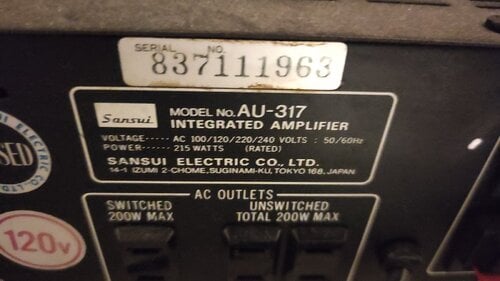 SERIAL NO.
837111963
Sansui MODEL No. AU-317
INTEGRATED AMPLIFIER
VOLTAGE ····· AC 100/120/220/240 VOLTS : 50/60Hz
POWER ······· 215 WATTS (RATED)
SANSUI ELECTRIC CO., LTD.
14-1 IZUMI 2-CHOME, SUGINAMI-KU, TOKYO 168, JAPAN
AC OUTLETS
SWITCHED UNSWITCHED
200W MAX TOTAL 200W MAX
120v